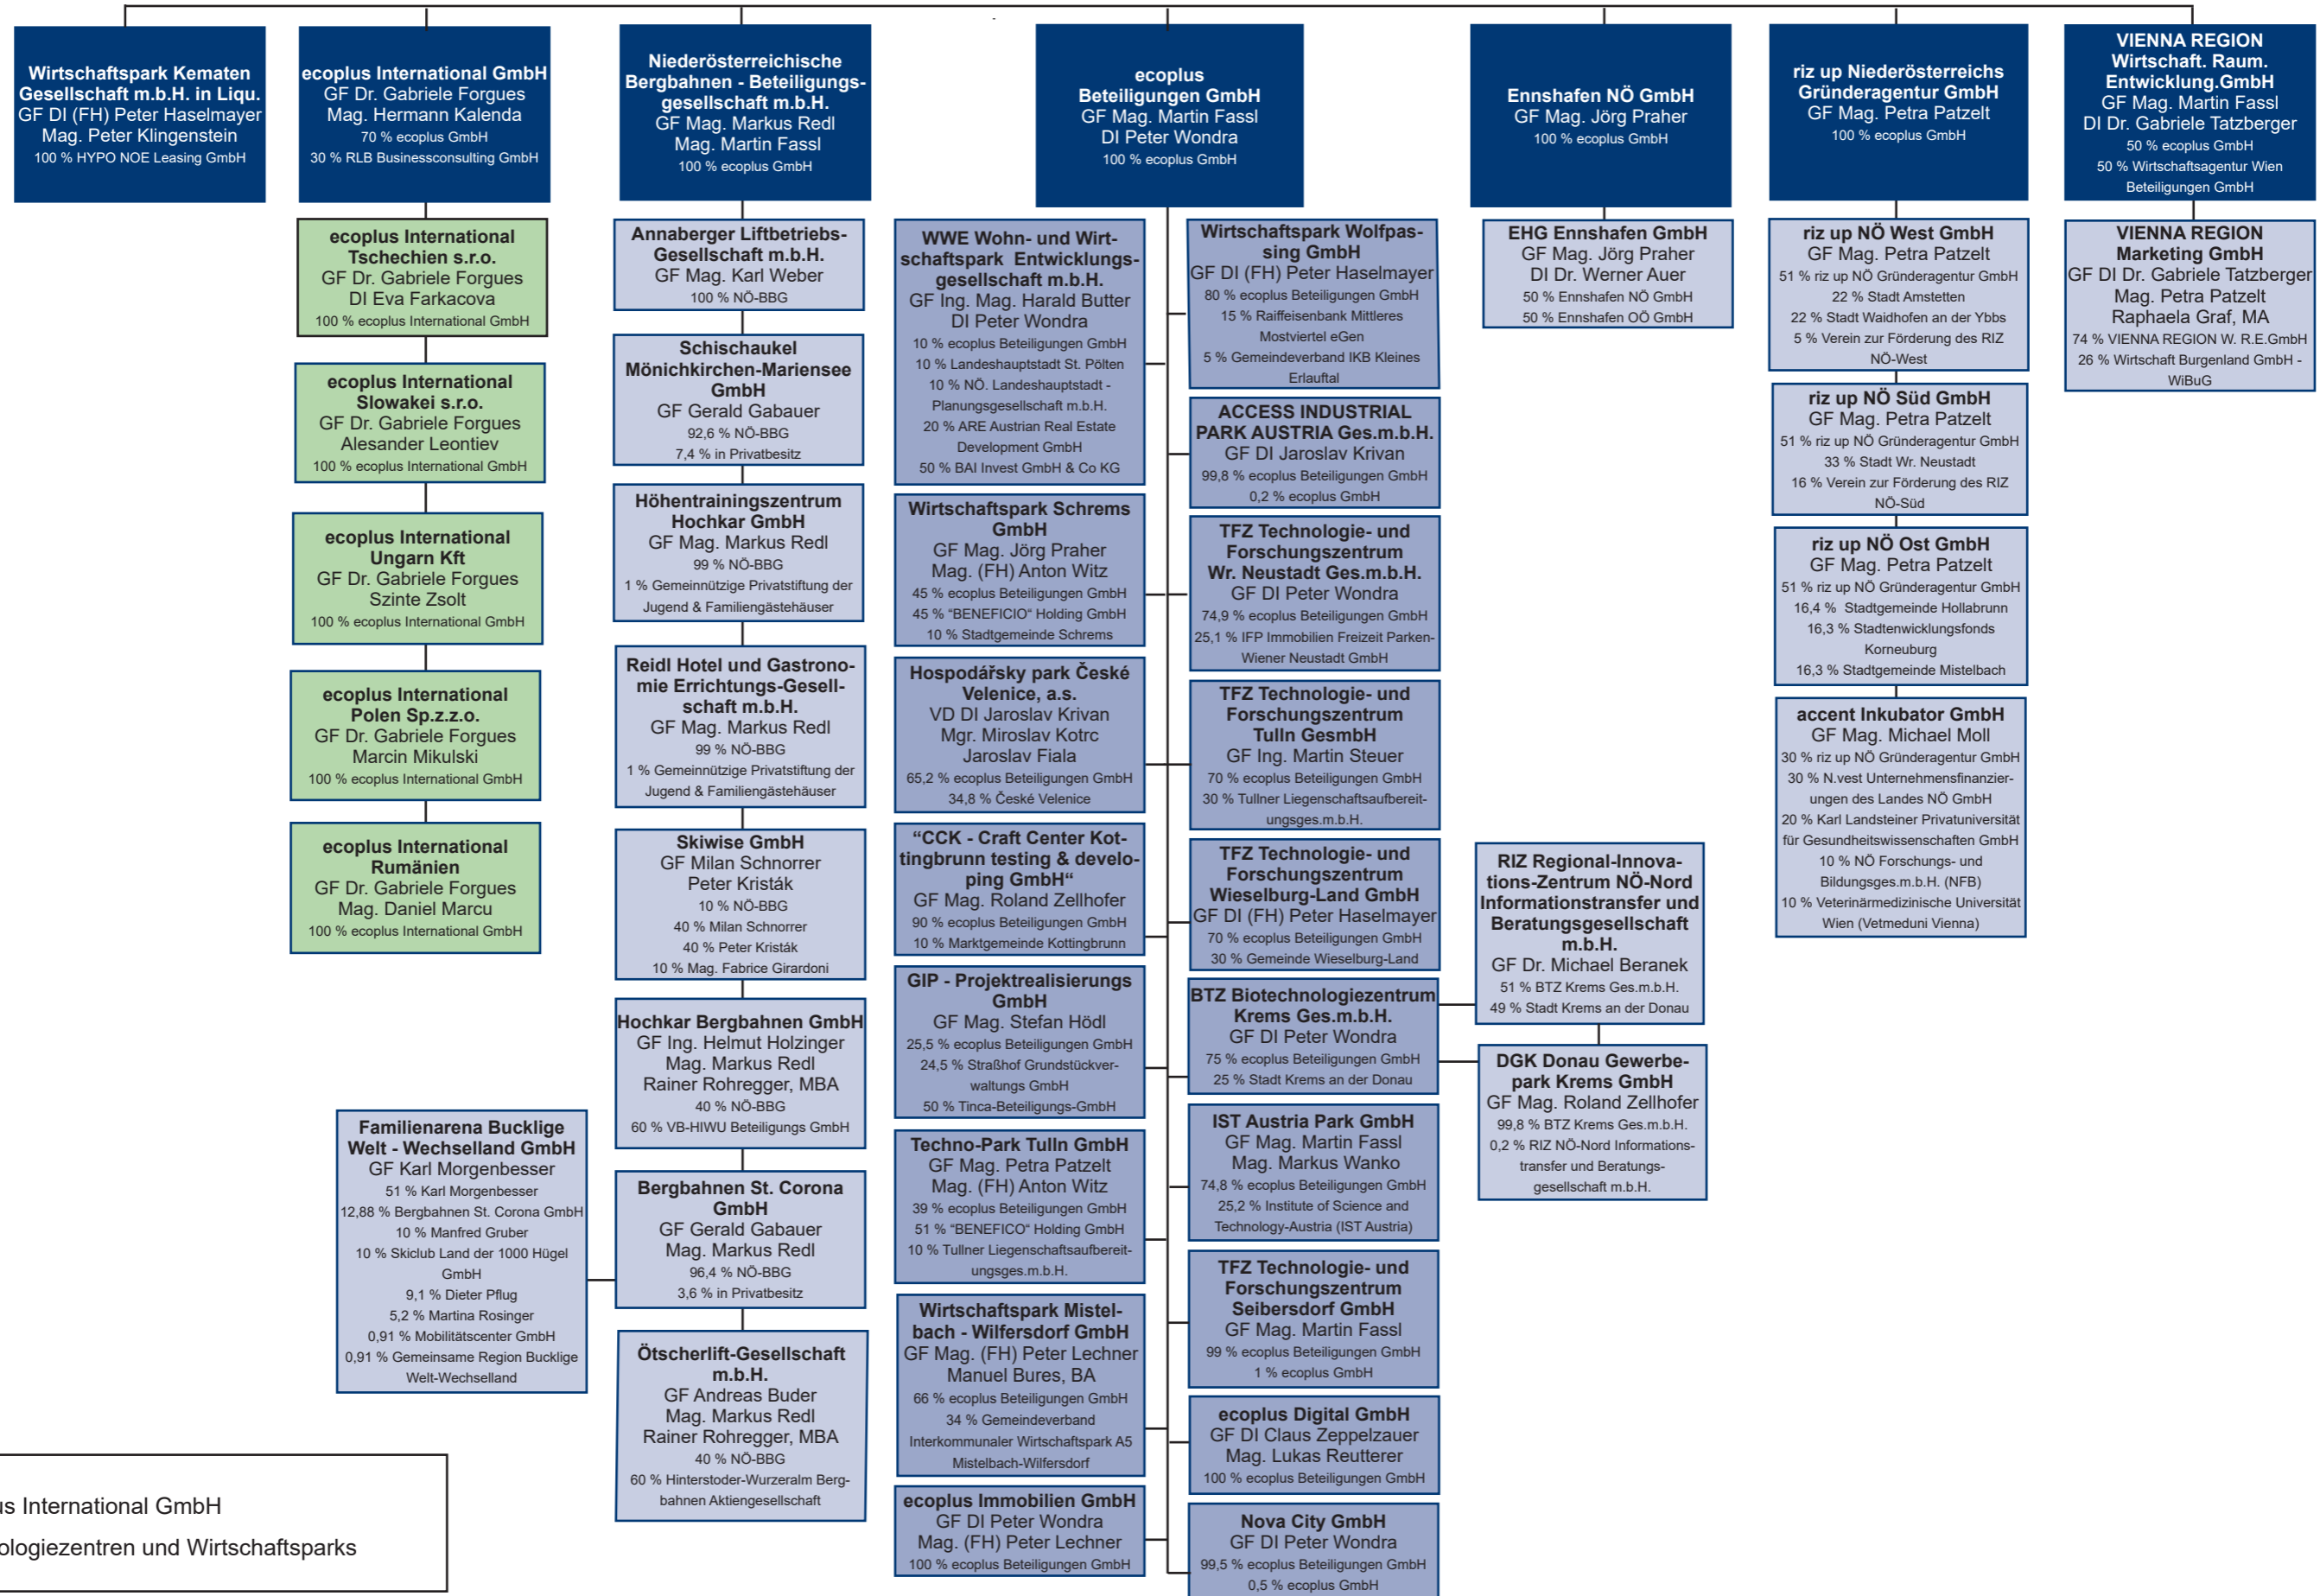 Wirtschaftspark Kematen
Gesellschaft m.b.H. in Liqu.
GF DI (FH) Peter Haselmayer
Mag. Peter Klingenstein
100 % HYPO NOE Leasing GmbH
ecoplus International GmbH
GF Dr. Gabriele Forgues
Mag. Hermann Kalenda
70 % ecoplus GmbH
30 % RLB Businessconsulting GmbH
Niederösterreichische
Bergbahnen - Beteiligungs-
gesellschaft m.b.H.
GF Mag. Markus Redl
Mag. Martin Fassl
100 % ecoplus GmbH
ecoplus
Beteiligungen GmbH
GF Mag. Martin Fassl
DI Peter Wondra
100 % ecoplus GmbH
Ennshafen NÖ GmbH
GF Mag. Jörg Praher
100 % ecoplus GmbH
riz up Niederösterreichs
Gründeragentur GmbH
GF Mag. Petra Patzelt
100 % ecoplus GmbH
VIENNA REGION
Wirtschaft. Raum.
Entwicklung.GmbH
GF Mag. Martin Fassl
DI Dr. Gabriele Tatzberger
50 % ecoplus GmbH
50 % Wirtschaftsagentur Wien
Beteiligungen GmbH
ecoplus International
Tschechien s.r.o.
GF Dr. Gabriele Forgues
DI Eva Farkacova
100 % ecoplus International GmbH
ecoplus International
Slowakei s.r.o.
GF Dr. Gabriele Forgues
Alesander Leontiev
100 % ecoplus International GmbH
ecoplus International
Ungarn Kft
GF Dr. Gabriele Forgues
Szinte Zsolt
100 % ecoplus International GmbH
ecoplus International
Polen Sp.z.z.o.
GF Dr. Gabriele Forgues
Marcin Mikulski
100 % ecoplus International GmbH
ecoplus International
Rumänien
GF Dr. Gabriele Forgues
Mag. Daniel Marcu
100 % ecoplus International GmbH
Annaberger Liftbetriebs-
Gesellschaft m.b.H.
GF Mag. Karl Weber
100 % NÖ-BBG
Schischaukel
Mönichkirchen-Mariensee
GmbH
GF Gerald Gabauer
92,6 % NÖ-BBG
7,4 % in Privatbesitz
Höhentrainingszentrum
Hochkar GmbH
GF Mag. Markus Redl
99 % NÖ-BBG
1 % Gemeinnützige Privatstiftung der
Jugend & Familiengästehäuser
Reidl Hotel und Gastrono-
mie Errichtungs-Gesell-
schaft m.b.H.
GF Mag. Markus Redl
99 % NÖ-BBG
1 % Gemeinnützige Privatstiftung der
Jugend & Familiengästehäuser
Skiwise GmbH
GF Milan Schnorrer
Peter Kristák
10 % NÖ-BBG
40 % Milan Schnorrer
40 % Peter Kristák
10 % Mag. Fabrice Girardoni
Hochkar Bergbahnen GmbH
GF Ing. Helmut Holzinger
Mag. Markus Redl
Rainer Rohregger, MBA
40 % NÖ-BBG
60 % VB-HIWU Beteiligungs GmbH
Bergbahnen St. Corona
GmbH
GF Gerald Gabauer
Mag. Markus Redl
96,4 % NÖ-BBG
3,6 % in Privatbesitz
Ötscherlift-Gesellschaft
m.b.H.
GF Andreas Buder
Mag. Markus Redl
Rainer Rohregger, MBA
40 % NÖ-BBG
60 % Hinterstoder-Wurzeralm Berg-
bahnen Aktiengesellschaft
Familienarena Bucklige
Welt - Wechselland GmbH
GF Karl Morgenbesser
51 % Karl Morgenbesser
12,88 % Bergbahnen St. Corona GmbH
10 % Manfred Gruber
10 % Skiclub Land der 1000 Hügel
GmbH
9,1 % Dieter Pflug
5,2 % Martina Rosinger
0,91 % Mobilitätscenter GmbH
0,91 % Gemeinsame Region Bucklige
Welt-Wechselland
WWE Wohn- und Wirt-
schaftspark Entwicklungs-
gesellschaft m.b.H.
GF Ing. Mag. Harald Butter
DI Peter Wondra
10 % ecoplus Beteiligungen GmbH
10 % Landeshauptstadt St. Pölten
10 % NÖ. Landeshauptstadt -
Planungsgesellschaft m.b.H.
20 % ARE Austrian Real Estate
Development GmbH
50 % BAI Invest GmbH & Co KG
Wirtschaftspark Schrems
GmbH
GF Mag. Jörg Praher
Mag. (FH) Anton Witz
45 % ecoplus Beteiligungen GmbH
45 % “BENEFICIO“ Holding GmbH
10 % Stadtgemeinde Schrems
Hospodářsky park České
Velenice, a.s.
VD DI Jaroslav Krivan
Mgr. Miroslav Kotrc
Jaroslav Fiala
65,2 % ecoplus Beteiligungen GmbH
34,8 % České Velenice
“CCK - Craft Center Kot-
tingbrunn testing & develo-
ping GmbH“
GF Mag. Roland Zellhofer
90 % ecoplus Beteiligungen GmbH
10 % Marktgemeinde Kottingbrunn
GIP - Projektrealisierungs
GmbH
GF Mag. Stefan Hödl
25,5 % ecoplus Beteiligungen GmbH
24,5 % Straßhof Grundstückver-
waltungs GmbH
50 % Tinca-Beteiligungs-GmbH
Techno-Park Tulln GmbH
GF Mag. Petra Patzelt
Mag. (FH) Anton Witz
39 % ecoplus Beteiligungen GmbH
51 % “BENEFICO“ Holding GmbH
10 % Tullner Liegenschaftsaufbereit-
ungsges.m.b.H.
Wirtschaftspark Mistel-
bach - Wilfersdorf GmbH
GF Mag. (FH) Peter Lechner
Manuel Bures, BA
66 % ecoplus Beteiligungen GmbH
34 % Gemeindeverband
Interkommunaler Wirtschaftspark A5
Mistelbach-Wilfersdorf
ecoplus Immobilien GmbH
GF DI Peter Wondra
Mag. (FH) Peter Lechner
100 % ecoplus Beteiligungen GmbH
Wirtschaftspark Wolfpas-
sing GmbH
GF DI (FH) Peter Haselmayer
80 % ecoplus Beteiligungen GmbH
15 % Raiffeisenbank Mittleres
Mostviertel eGen
5 % Gemeindeverband IKB Kleines
Erlauftal
ACCESS INDUSTRIAL
PARK AUSTRIA Ges.m.b.H.
GF DI Jaroslav Krivan
99,8 % ecoplus Beteiligungen GmbH
0,2 % ecoplus GmbH
TFZ Technologie- und
Forschungszentrum
Wr. Neustadt Ges.m.b.H.
GF DI Peter Wondra
74,9 % ecoplus Beteiligungen GmbH
25,1 % IFP Immobilien Freizeit Parken-
Wiener Neustadt GmbH
TFZ Technologie- und
Forschungszentrum
Tulln GesmbH
GF Ing. Martin Steuer
70 % ecoplus Beteiligungen GmbH
30 % Tullner Liegenschaftsaufbereit-
ungsges.m.b.H.
TFZ Technologie- und
Forschungszentrum
Wieselburg-Land GmbH
GF DI (FH) Peter Haselmayer
70 % ecoplus Beteiligungen GmbH
30 % Gemeinde Wieselburg-Land
BTZ Biotechnologiezentrum
Krems Ges.m.b.H.
GF DI Peter Wondra
75 % ecoplus Beteiligungen GmbH
25 % Stadt Krems an der Donau
IST Austria Park GmbH
GF Mag. Martin Fassl
Mag. Markus Wanko
74,8 % ecoplus Beteiligungen GmbH
25,2 % Institute of Science and
Technology-Austria (IST Austria)
TFZ Technologie- und
Forschungszentrum
Seibersdorf GmbH
GF Mag. Martin Fassl
99 % ecoplus Beteiligungen GmbH
1 % ecoplus GmbH
ecoplus Digital GmbH
GF DI Claus Zeppelzauer
Mag. Lukas Reutterer
100 % ecoplus Beteiligungen GmbH
Nova City GmbH
GF DI Peter Wondra
99,5 % ecoplus Beteiligungen GmbH
0,5 % ecoplus GmbH
RIZ Regional-Innova-
tions-Zentrum NÖ-Nord
Informationstransfer und
Beratungsgesellschaft
m.b.H.
GF Dr. Michael Beranek
51 % BTZ Krems Ges.m.b.H.
49 % Stadt Krems an der Donau
DGK Donau Gewerbe-
park Krems GmbH
GF Mag. Roland Zellhofer
99,8 % BTZ Krems Ges.m.b.H.
0,2 % RIZ NÖ-Nord Informations-
transfer und Beratungs-
gesellschaft m.b.H.
EHG Ennshafen GmbH
GF Mag. Jörg Praher
DI Dr. Werner Auer
50 % Ennshafen NÖ GmbH
50 % Ennshafen OÖ GmbH
riz up NÖ West GmbH
GF Mag. Petra Patzelt
51 % riz up NÖ Gründeragentur GmbH
22 % Stadt Amstetten
22 % Stadt Waidhofen an der Ybbs
5 % Verein zur Förderung des RIZ
NÖ-West
riz up NÖ Süd GmbH
GF Mag. Petra Patzelt
51 % riz up NÖ Gründeragentur GmbH
33 % Stadt Wr. Neustadt
16 % Verein zur Förderung des RIZ
NÖ-Süd
riz up NÖ Ost GmbH
GF Mag. Petra Patzelt
51 % riz up NÖ Gründeragentur GmbH
16,4 % Stadtgemeinde Hollabrunn
16,3 % Stadtenwicklungsfonds
Korneuburg
16,3 % Stadtgemeinde Mistelbach
accent Inkubator GmbH
GF Mag. Michael Moll
30 % riz up NÖ Gründeragentur GmbH
30 % N.vest Unternehmensfinanzier-
ungen des Landes NÖ GmbH
20 % Karl Landsteiner Privatuniversität
für Gesundheitswissenschaften GmbH
10 % NÖ Forschungs- und
Bildungsges.m.b.H. (NFB)
10 % Veterinärmedizinische Universität
Wien (Vetmeduni Vienna)
VIENNA REGION
Marketing GmbH
GF DI Dr. Gabriele Tatzberger
Mag. Petra Patzelt
Raphaela Graf, MA
74 % VIENNA REGION W. R.E.GmbH
26 % Wirtschaft Burgenland GmbH -
WiBuG
us International GmbH
ologiezentren und Wirtschaftsparks